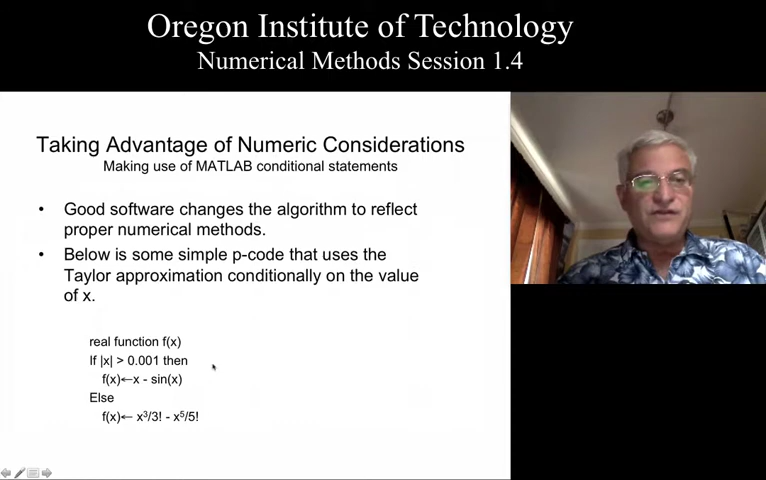 Oregon Institute of Technology
Numerical Methods Session 1.4
Taking Advantage of Numeric Considerations
Making use of MATLAB conditional statements
• Good software changes the algorithm to reflect
proper numerical methods.
• Below is some simple p-code that uses the
Taylor approximation conditionally on the value
of x.
real function f(x)
If |x| > 0.001 then
f(x)←x - sin(x)
Else
f(x)← x³/3! - x⁵/5!